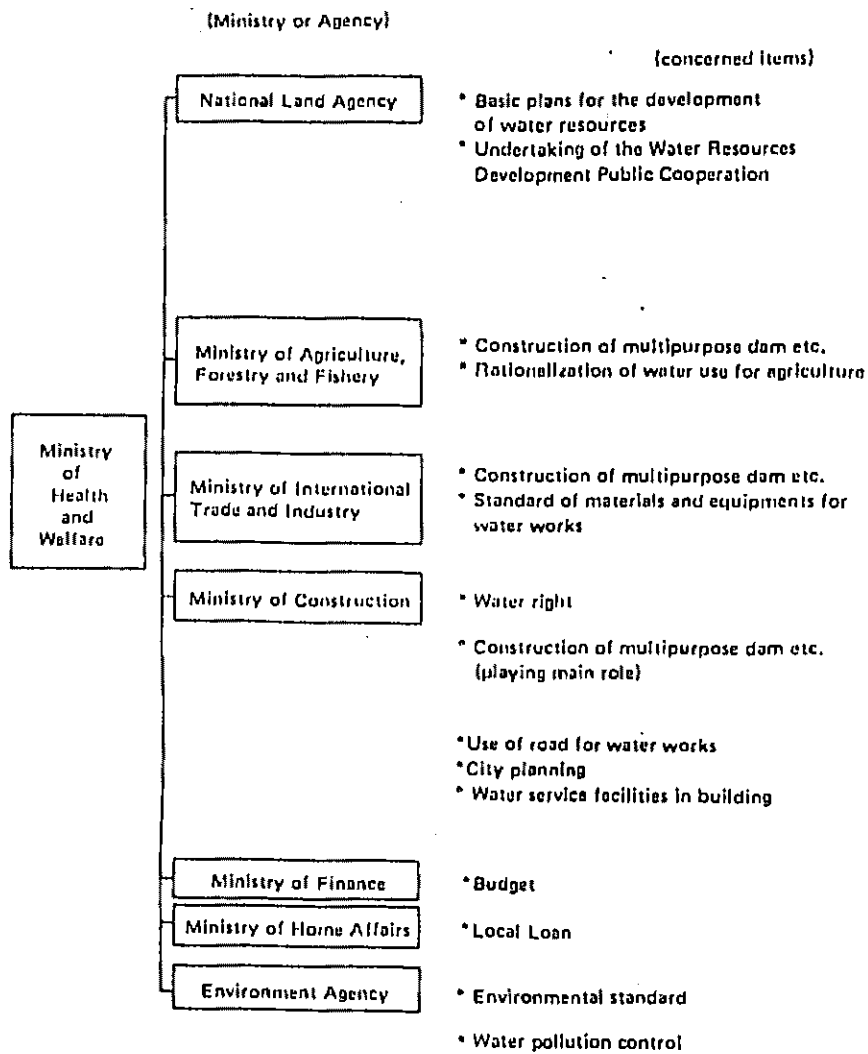 (Ministry or Agency)
(concerned items)
National Land Agency
* Basic plans for the development
of water resources
* Undertaking of the Water Resources
Development Public Cooperation
Ministry of Agriculture,
Forestry and Fishery
* Construction of multipurpose dam etc.
* Rationalization of water use for agriculture
Ministry
of
Health
and
Welfare
Ministry of International
Trade and Industry
* Construction of multipurpose dam etc.
* Standard of materials and equipments for
water works
Ministry of Construction
* Water right
* Construction of multipurpose dam etc.
(playing main role)
* Use of road for water works
* City planning
* Water service facilities in building
Ministry of Finance
* Budget
Ministry of Home Affairs
* Local Loan
Environment Agency
* Environmental standard
* Water pollution control